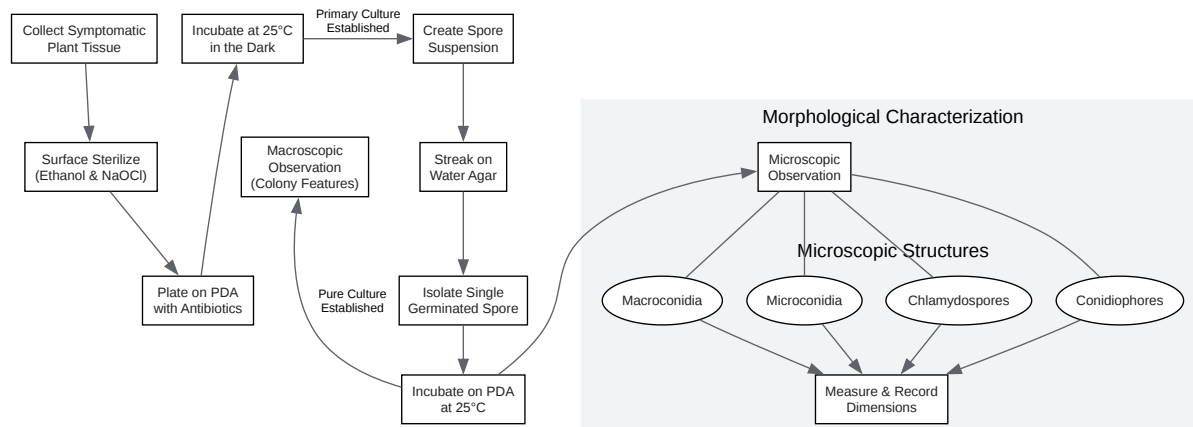 Collect Symptomatic
Plant Tissue
Surface Sterilize
(Ethanol & NaOCl)
Plate on PDA
with Antibiotics
Incubate at 25°C
in the Dark
Primary Culture
Established
Create Spore
Suspension
Streak on
Water Agar
Isolate Single
Germinated Spore
Incubate on PDA
at 25°C
Pure Culture
Established
Macroscopic
Observation
(Colony Features)
Morphological Characterization
Microscopic
Observation
Microscopic Structures
Macroconidia
Microconidia
Chlamydospores
Conidiophores
Measure & Record
Dimensions